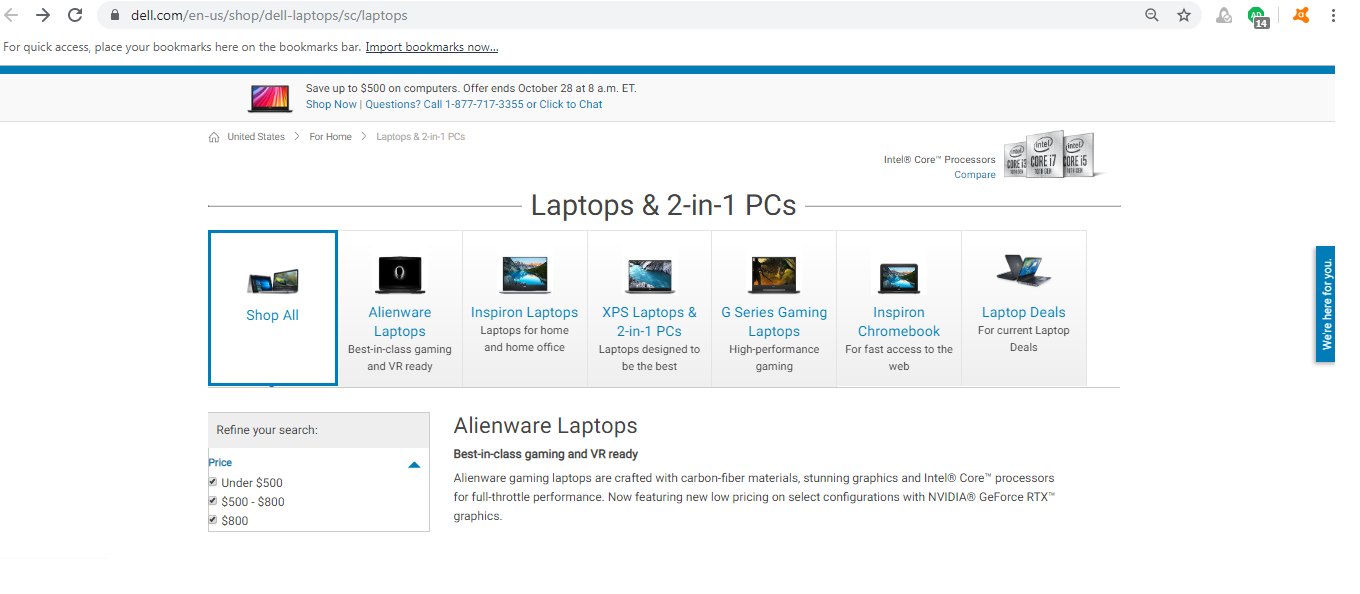 dell.com/en-us/shop/dell-laptops/sc/laptops
14
For quick access, place your bookmarks here on the bookmarks bar. Import bookmarks now...
Save up to $500 on computers. Offer ends October 28 at 8 a.m. ET.
Shop Now | Questions? Call 1-877-717-3355 or Click to Chat
United States > For Home > Laptops & 2-in-1 PCs
Intel® Core™ Processors
Compare
intel intel intel
CORE i3 CORE i7 CORE i5
10TH GEN 10TH GEN 10TH GEN
Laptops & 2-in-1 PCs
Shop All
Alienware
Laptops
Best-in-class gaming
and VR ready
Inspiron Laptops
Laptops for home
and home office
XPS Laptops &
2-in-1 PCs
Laptops designed to
be the best
G Series Gaming
Laptops
High-performance
gaming
Inspiron
Chromebook
For fast access to the
web
Laptop Deals
For current Laptop
Deals
We're here for you.
Refine your search:
Price
Under $500
$500 - $800
$800
Alienware Laptops
Best-in-class gaming and VR ready
Alienware gaming laptops are crafted with carbon-fiber materials, stunning graphics and Intel® Core™ processors
for full-throttle performance. Now featuring new low pricing on select configurations with NVIDIA® GeForce RTX™
graphics.